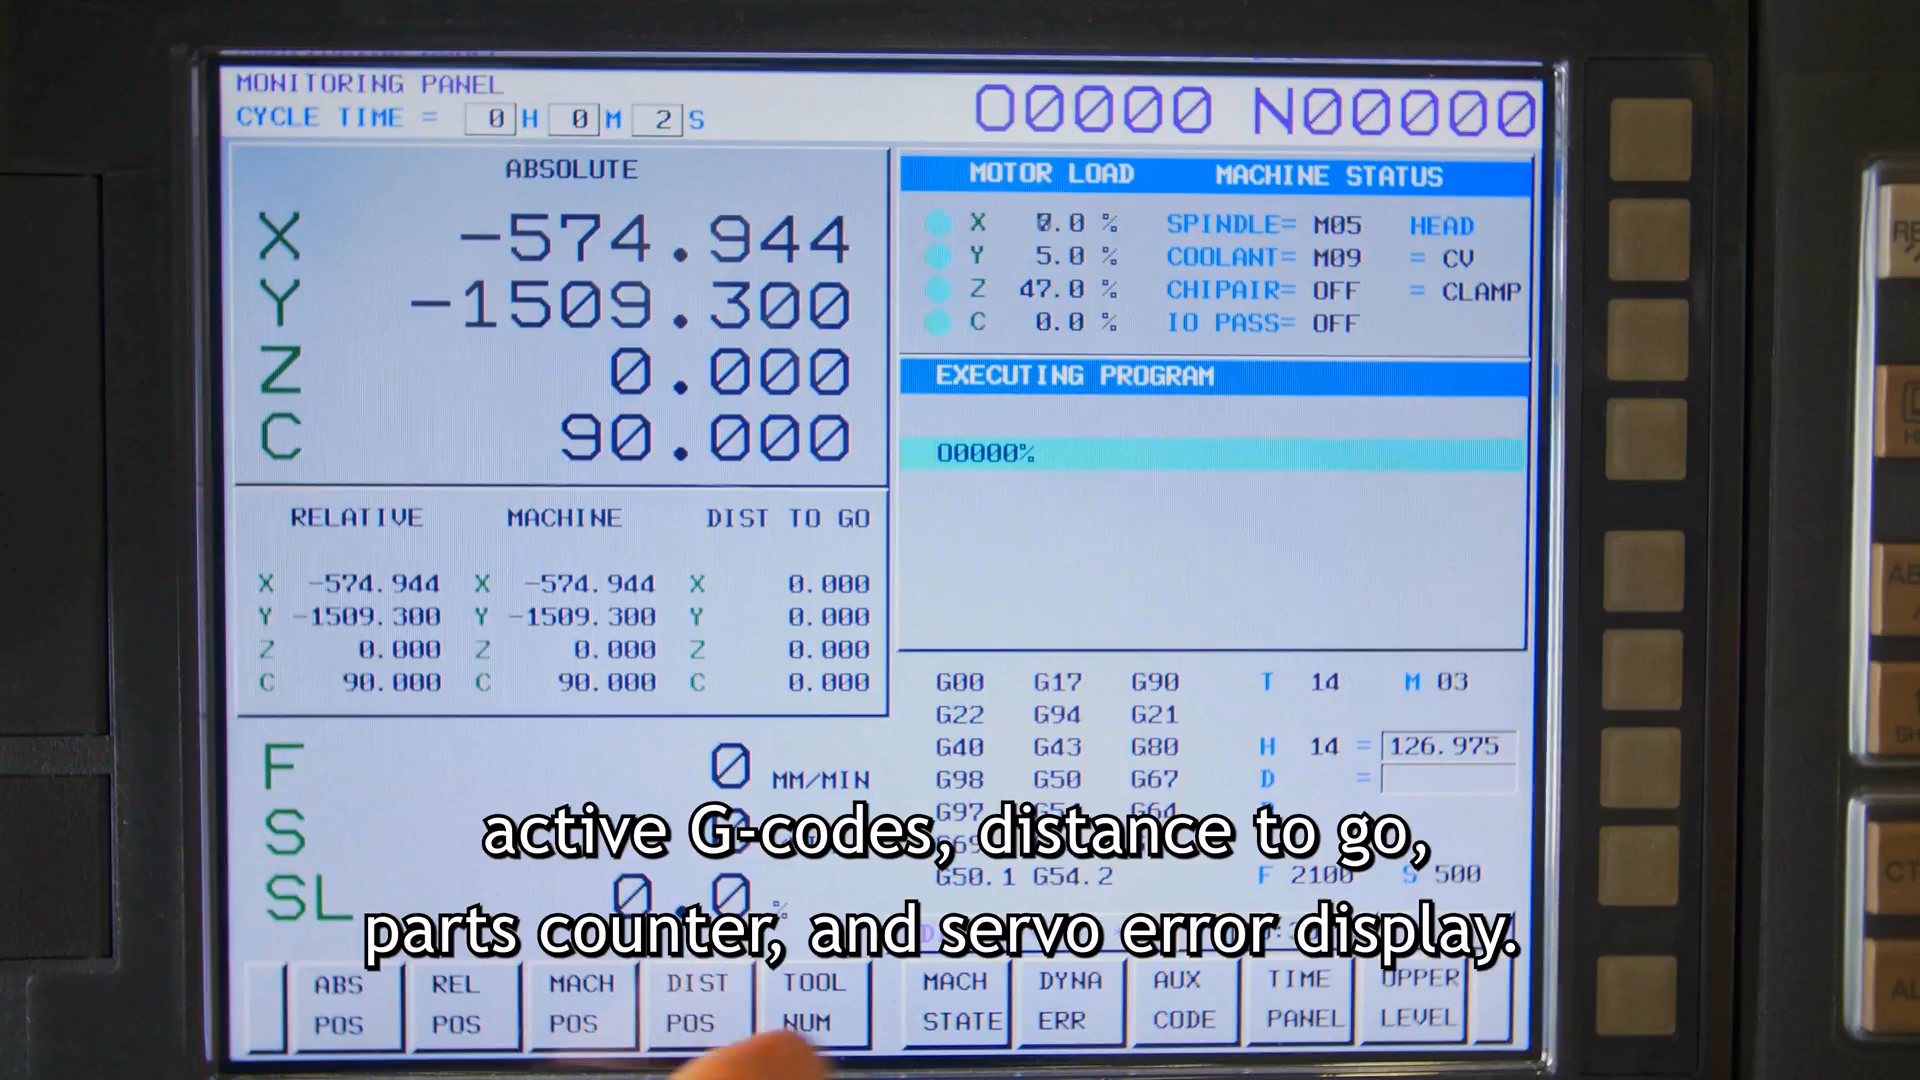 MONITORING PANEL
CYCLE TIME = 0 H 0 M 2 S
O0000 N00000
ABSOLUTE
X -574.944
Y -1509.300
Z 0.000
C 90.000
RELATIVE MACHINE DIST TO GO
X -574.944 X -574.944 X 0.000
Y -1509.300 Y -1509.300 Y 0.000
Z 0.000 Z 0.000 Z 0.000
C 90.000 C 90.000 C 0.000
F 0 MM/MIN
S
SL 0.0 %
MOTOR LOAD MACHINE STATUS
X .0 % SPINDLE= M05 HEAD
Y 5.0 % COOLANT= M09 = CV
Z 47.0 % CHIPAIR= OFF = CLAMP
C 0.0 % IO PASS= OFF
EXECUTING PROGRAM
O0000%
G00 G17 G90 T 14 M 03
G22 G94 G21
G40 G43 G80 H 14 = 126.975
G98 G50 G67 D =
G97 G64
G50.1 G54.2 F 2100 S 500
active G-codes, distance to go,
parts counter, and servo error display.
ABS POS
REL POS
MACH POS
DIST POS
TOOL NUM
MACH STATE
DYNA ERR
AUX CODE
TIME PANEL
UPPER LEVEL